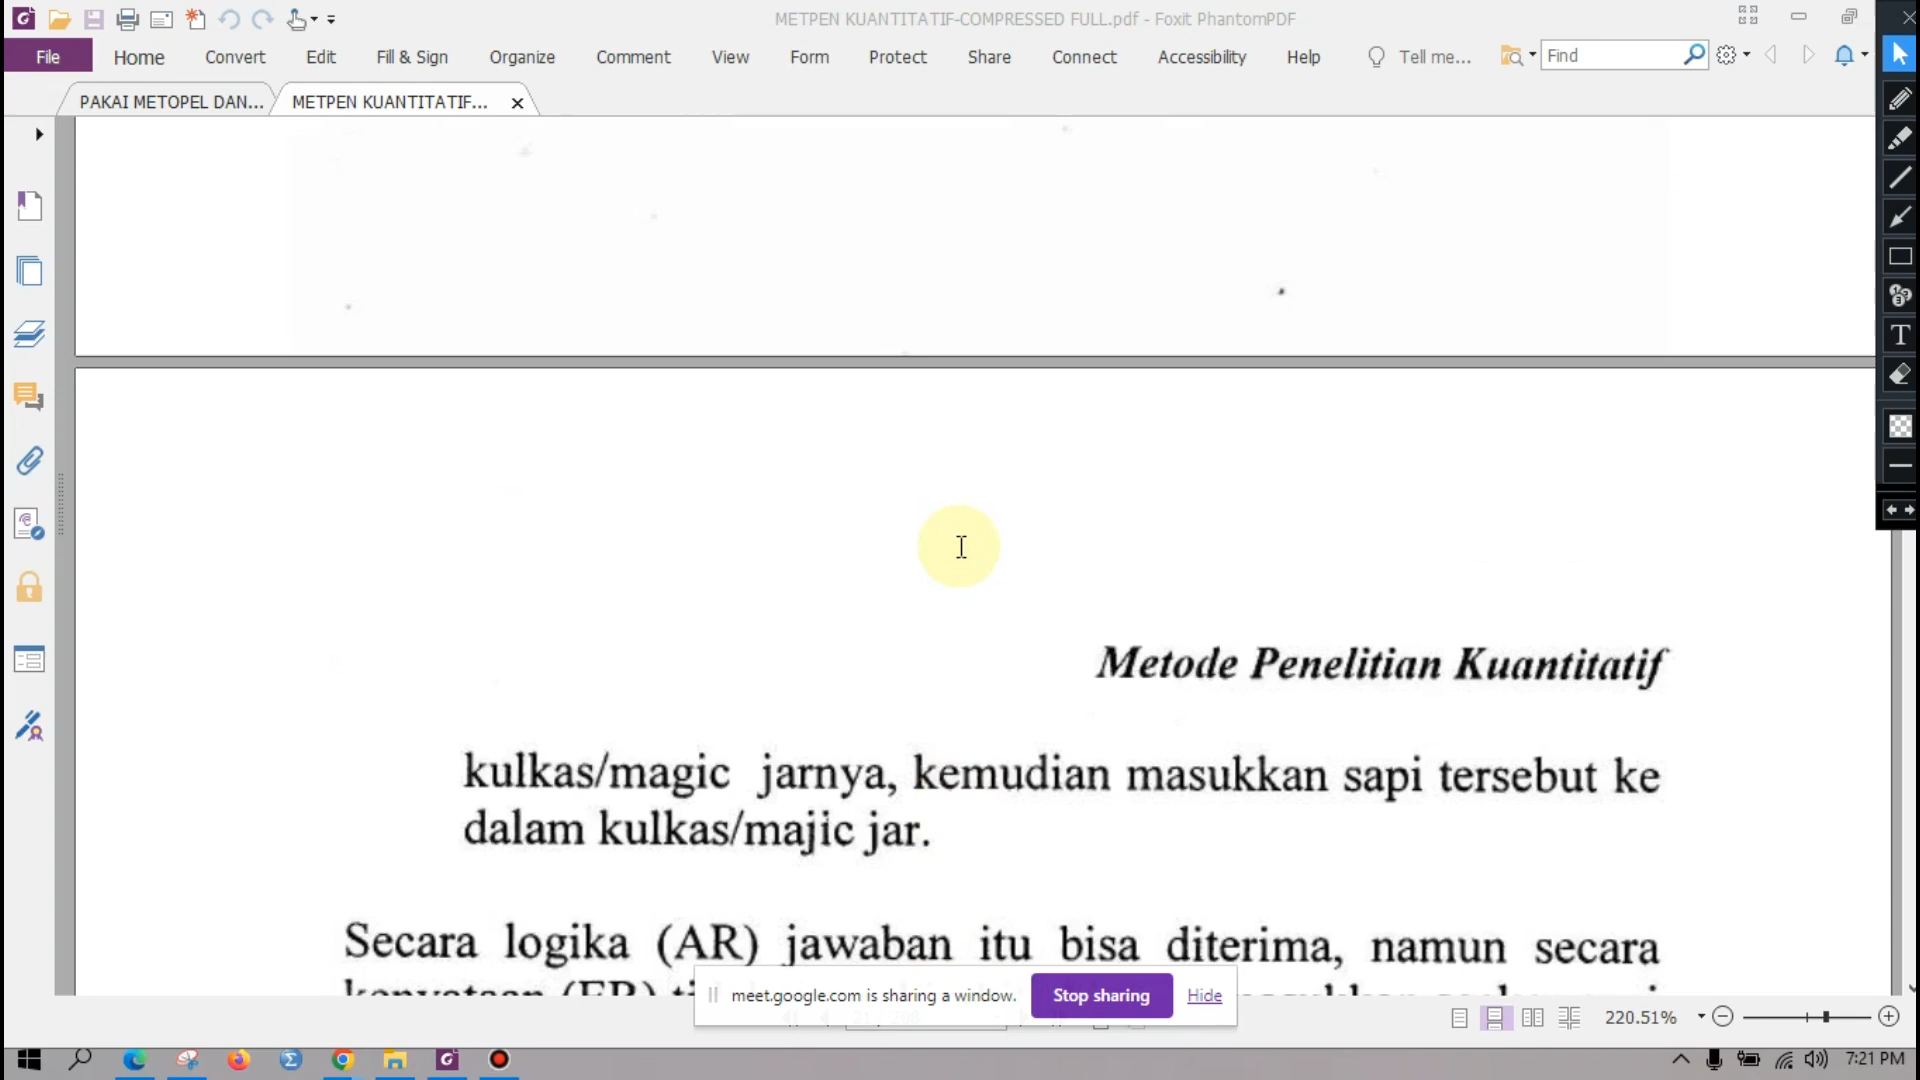 METPEN KUANTITATIF-COMPRESSED FULL.pdf - Foxit PhantomPDF
File Home Convert Edit Fill & Sign Organize Comment View Form Protect Share Connect Accessibility Help Tell me... Find
PAKAI METOPEL DAN... METPEN KUANTITATIF...
Metode Penelitian Kuantitatif
kulkas/magic jarnya, kemudian masukkan sapi tersebut ke
dalam kulkas/majic jar.
Secara logika (AR) jawaban itu bisa diterima, namun secara
kenyataan (ER)
meet.google.com is sharing a window. Stop sharing Hide
220.51%
7:21 PM